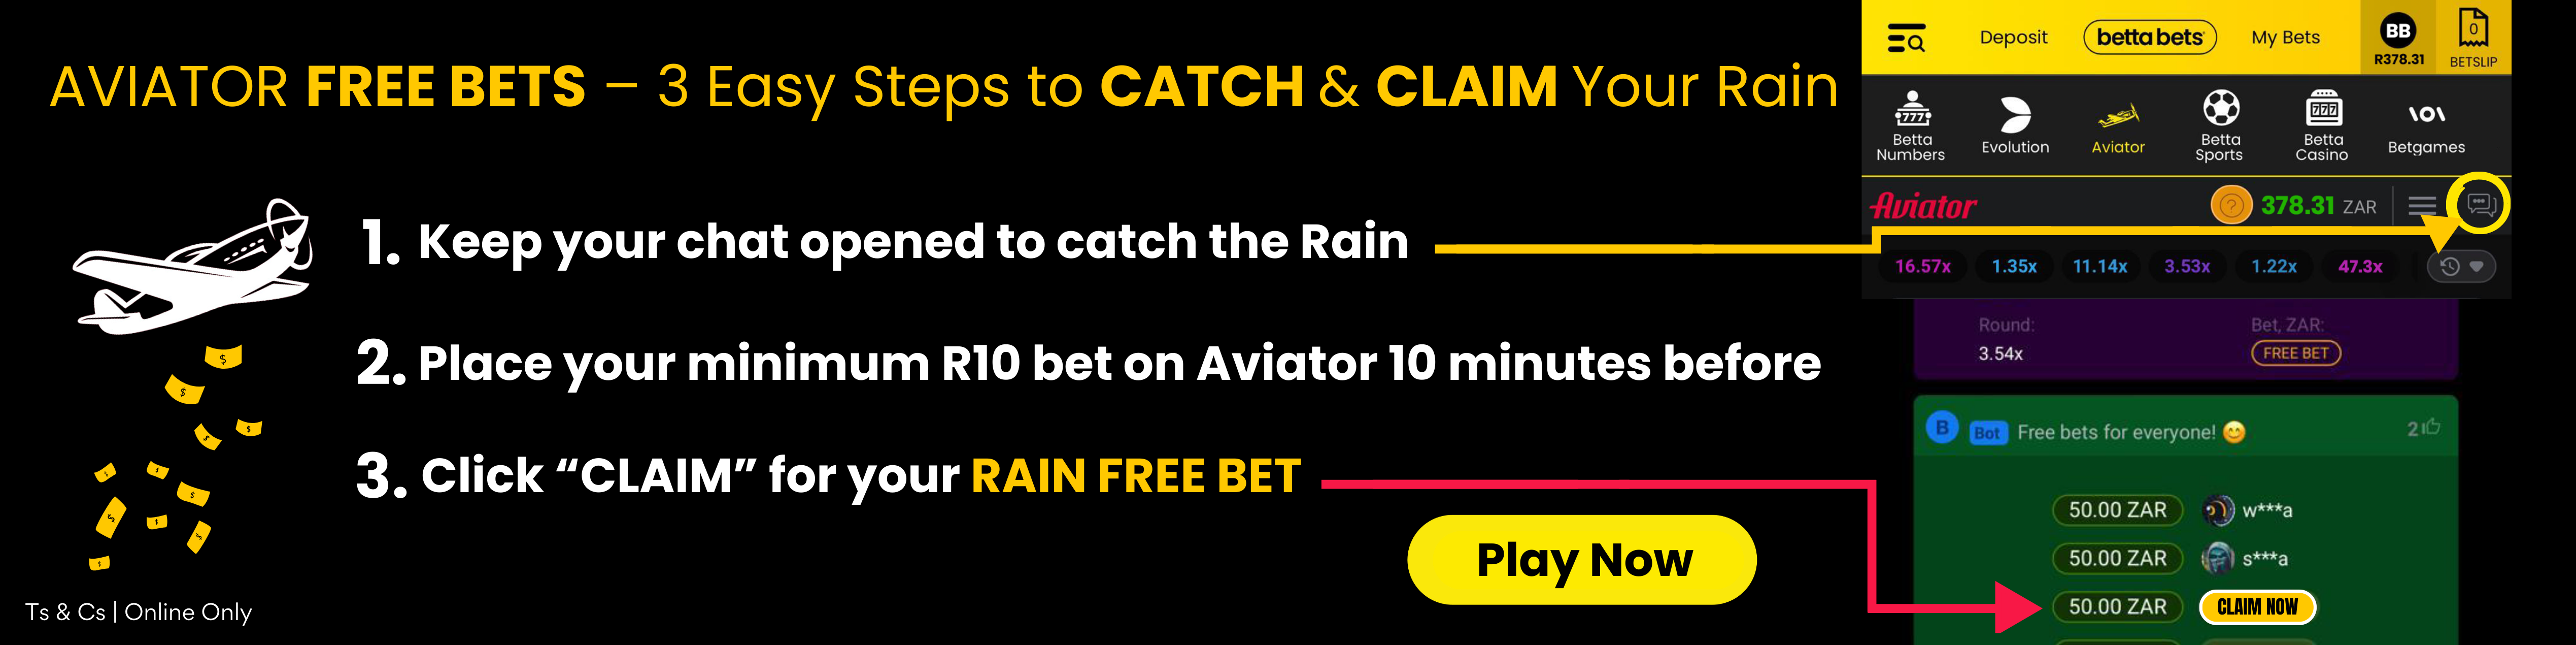 AVIATOR FREE BETS – 3 Easy Steps to CATCH & CLAIM Your Rain
1. Keep your chat opened to catch the Rain
2. Place your minimum R10 bet on Aviator 10 minutes before
3. Click “CLAIM” for your RAIN FREE BET
Play Now
Ts & Cs | Online Only
Deposit
betta bets
My Bets
BB
R378.31
0
BETSLIP
777
Betta
Numbers
Evolution
Aviator
Betta
Sports
777
Betta
Casino
Betgames
Aviator
? 378.31 ZAR
16.57x 1.35x 11.14x 3.53x 1.22x 47.3x
Round: Bet, ZAR:
3.54x FREE BET
B Bot Free bets for everyone! 😊 2
50.00 ZAR w***a
50.00 ZAR s***a
50.00 ZAR CLAIM NOW